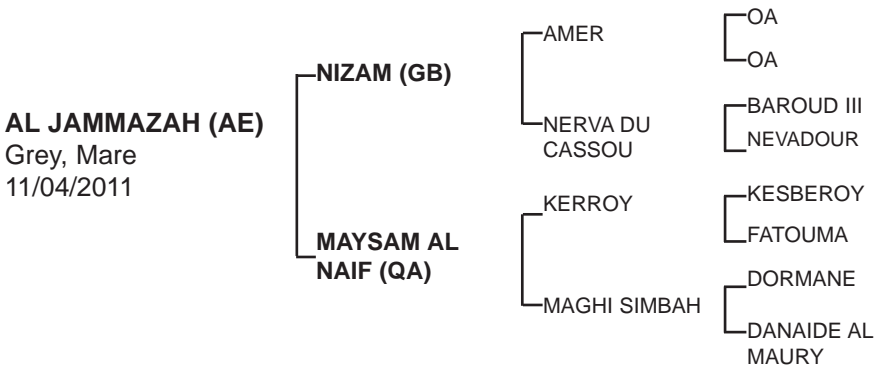 AL JAMMAZAH (AE)
Grey, Mare
11/04/2011
NIZAM (GB)
MAYSAM AL
NAIF (QA)
AMER
NERVA DU
CASSOU
KERROY
MAGHI SIMBAH
OA
OA
BAROUD III
NEVADOUR
KESBEROY
FATOUMA
DORMANE
DANAIDE AL
MAURY